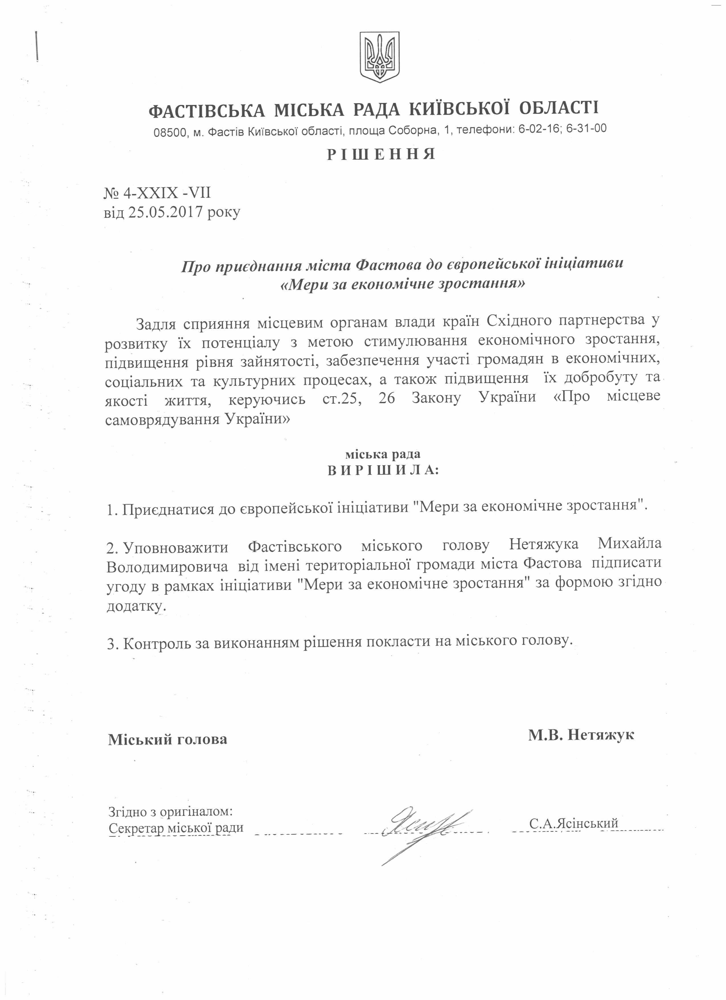 ФАСТІВСЬКА МІСЬКА РАДА КИЇВСЬКОЇ ОБЛАСТІ
08500, м. Фастів Київської області, площа Соборна, 1, телефони: 6-02-16; 6-31-00
Р І Ш Е Н Н Я
№ 4-XXIX -VII
від 25.05.2017 року
Про приєднання міста Фастова до європейської ініціативи
«Мери за економічне зростання»
Задля сприяння місцевим органам влади країн Східного партнерства у
розвитку їх потенціалу з метою стимулювання економічного зростання,
підвищення рівня зайнятості, забезпечення участі громадян в економічних,
соціальних та культурних процесах, а також підвищення їх добробуту та
якості життя, керуючись ст.25, 26 Закону України «Про місцеве
самоврядування України»
міська рада
В И Р І Ш И Л А:
1. Приєднатися до європейської ініціативи "Мери за економічне зростання".
2. Уповноважити Фастівського міського голову Нетяжука Михайла
Володимировича від імені територіальної громади міста Фастова підписати
угоду в рамках ініціативи "Мери за економічне зростання" за формою згідно
додатку.
3. Контроль за виконанням рішення покласти на міського голову.
Міський голова М.В. Нетяжук
Згідно з оригіналом:
Секретар міської ради С.А.Ясінський